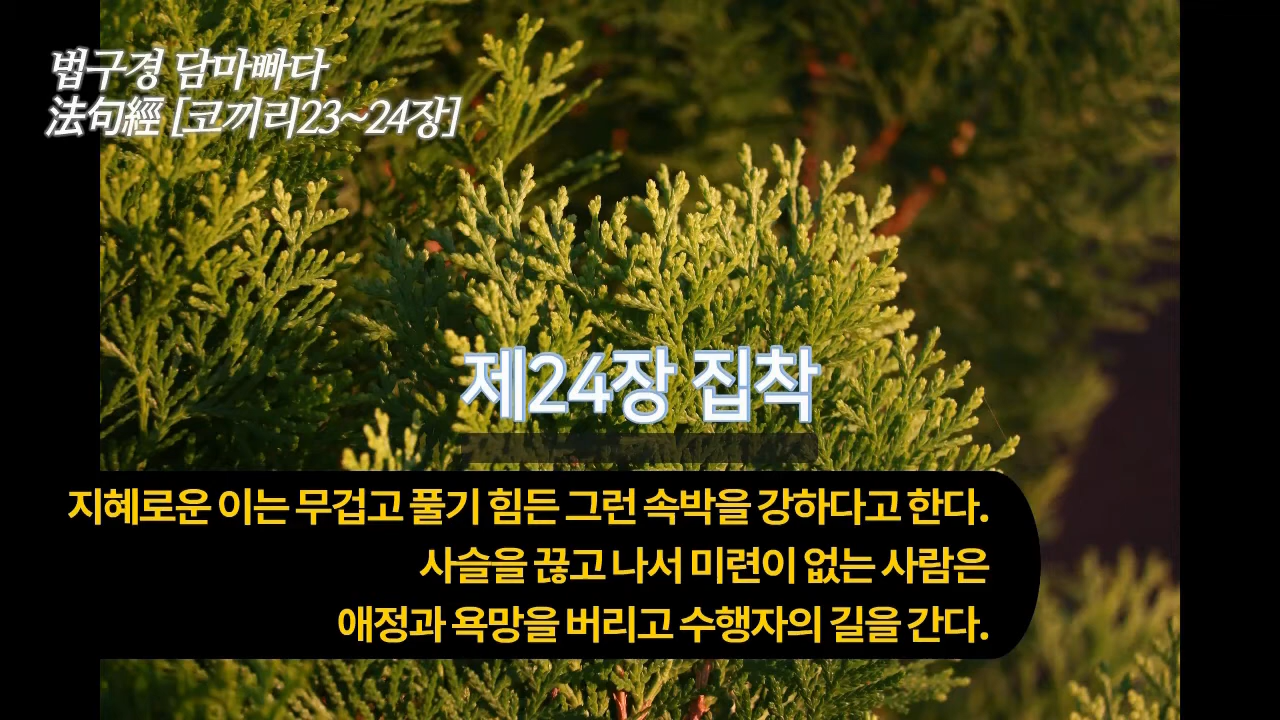 법구경 담마빠다
法句經 [코끼리23~24장]
제24장 집착
지혜로운 이는 무겁고 풀기 힘든 그런 속박을 강하다고 한다.
사슬을 끊고 나서 미련이 없는 사람은
애정과 욕망을 버리고 수행자의 길을 간다.